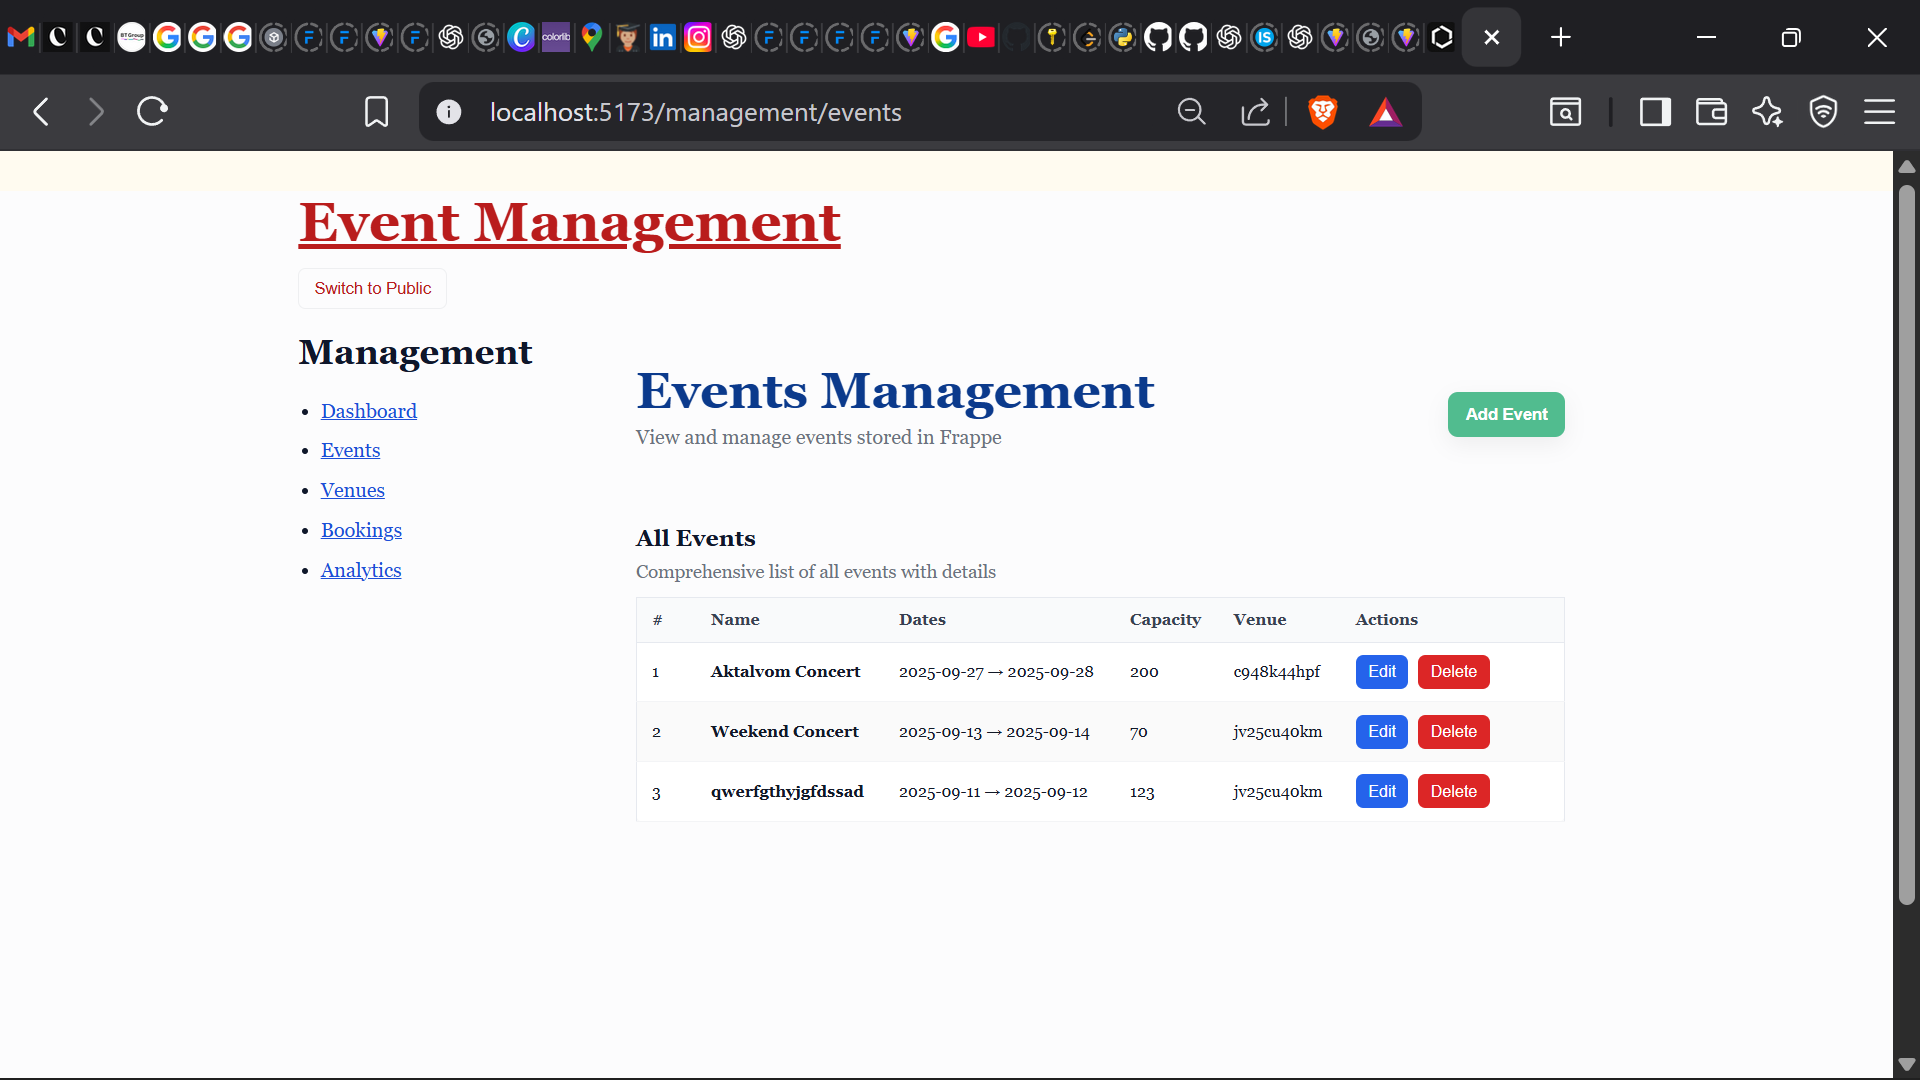 localhost:5173/management/events
Event Management
Switch to Public
Management
Dashboard
Events
Venues
Bookings
Analytics
Events Management
View and manage events stored in Frappe
Add Event
All Events
Comprehensive list of all events with details
# Name Dates Capacity Venue Actions
1 Aktalvom Concert 2025-09-27 → 2025-09-28 200 c948k44hpf Edit Delete
2 Weekend Concert 2025-09-13 → 2025-09-14 70 jv25cu40km Edit Delete
3 qwerfgthyjgfdssad 2025-09-11 → 2025-09-12 123 jv25cu40km Edit Delete